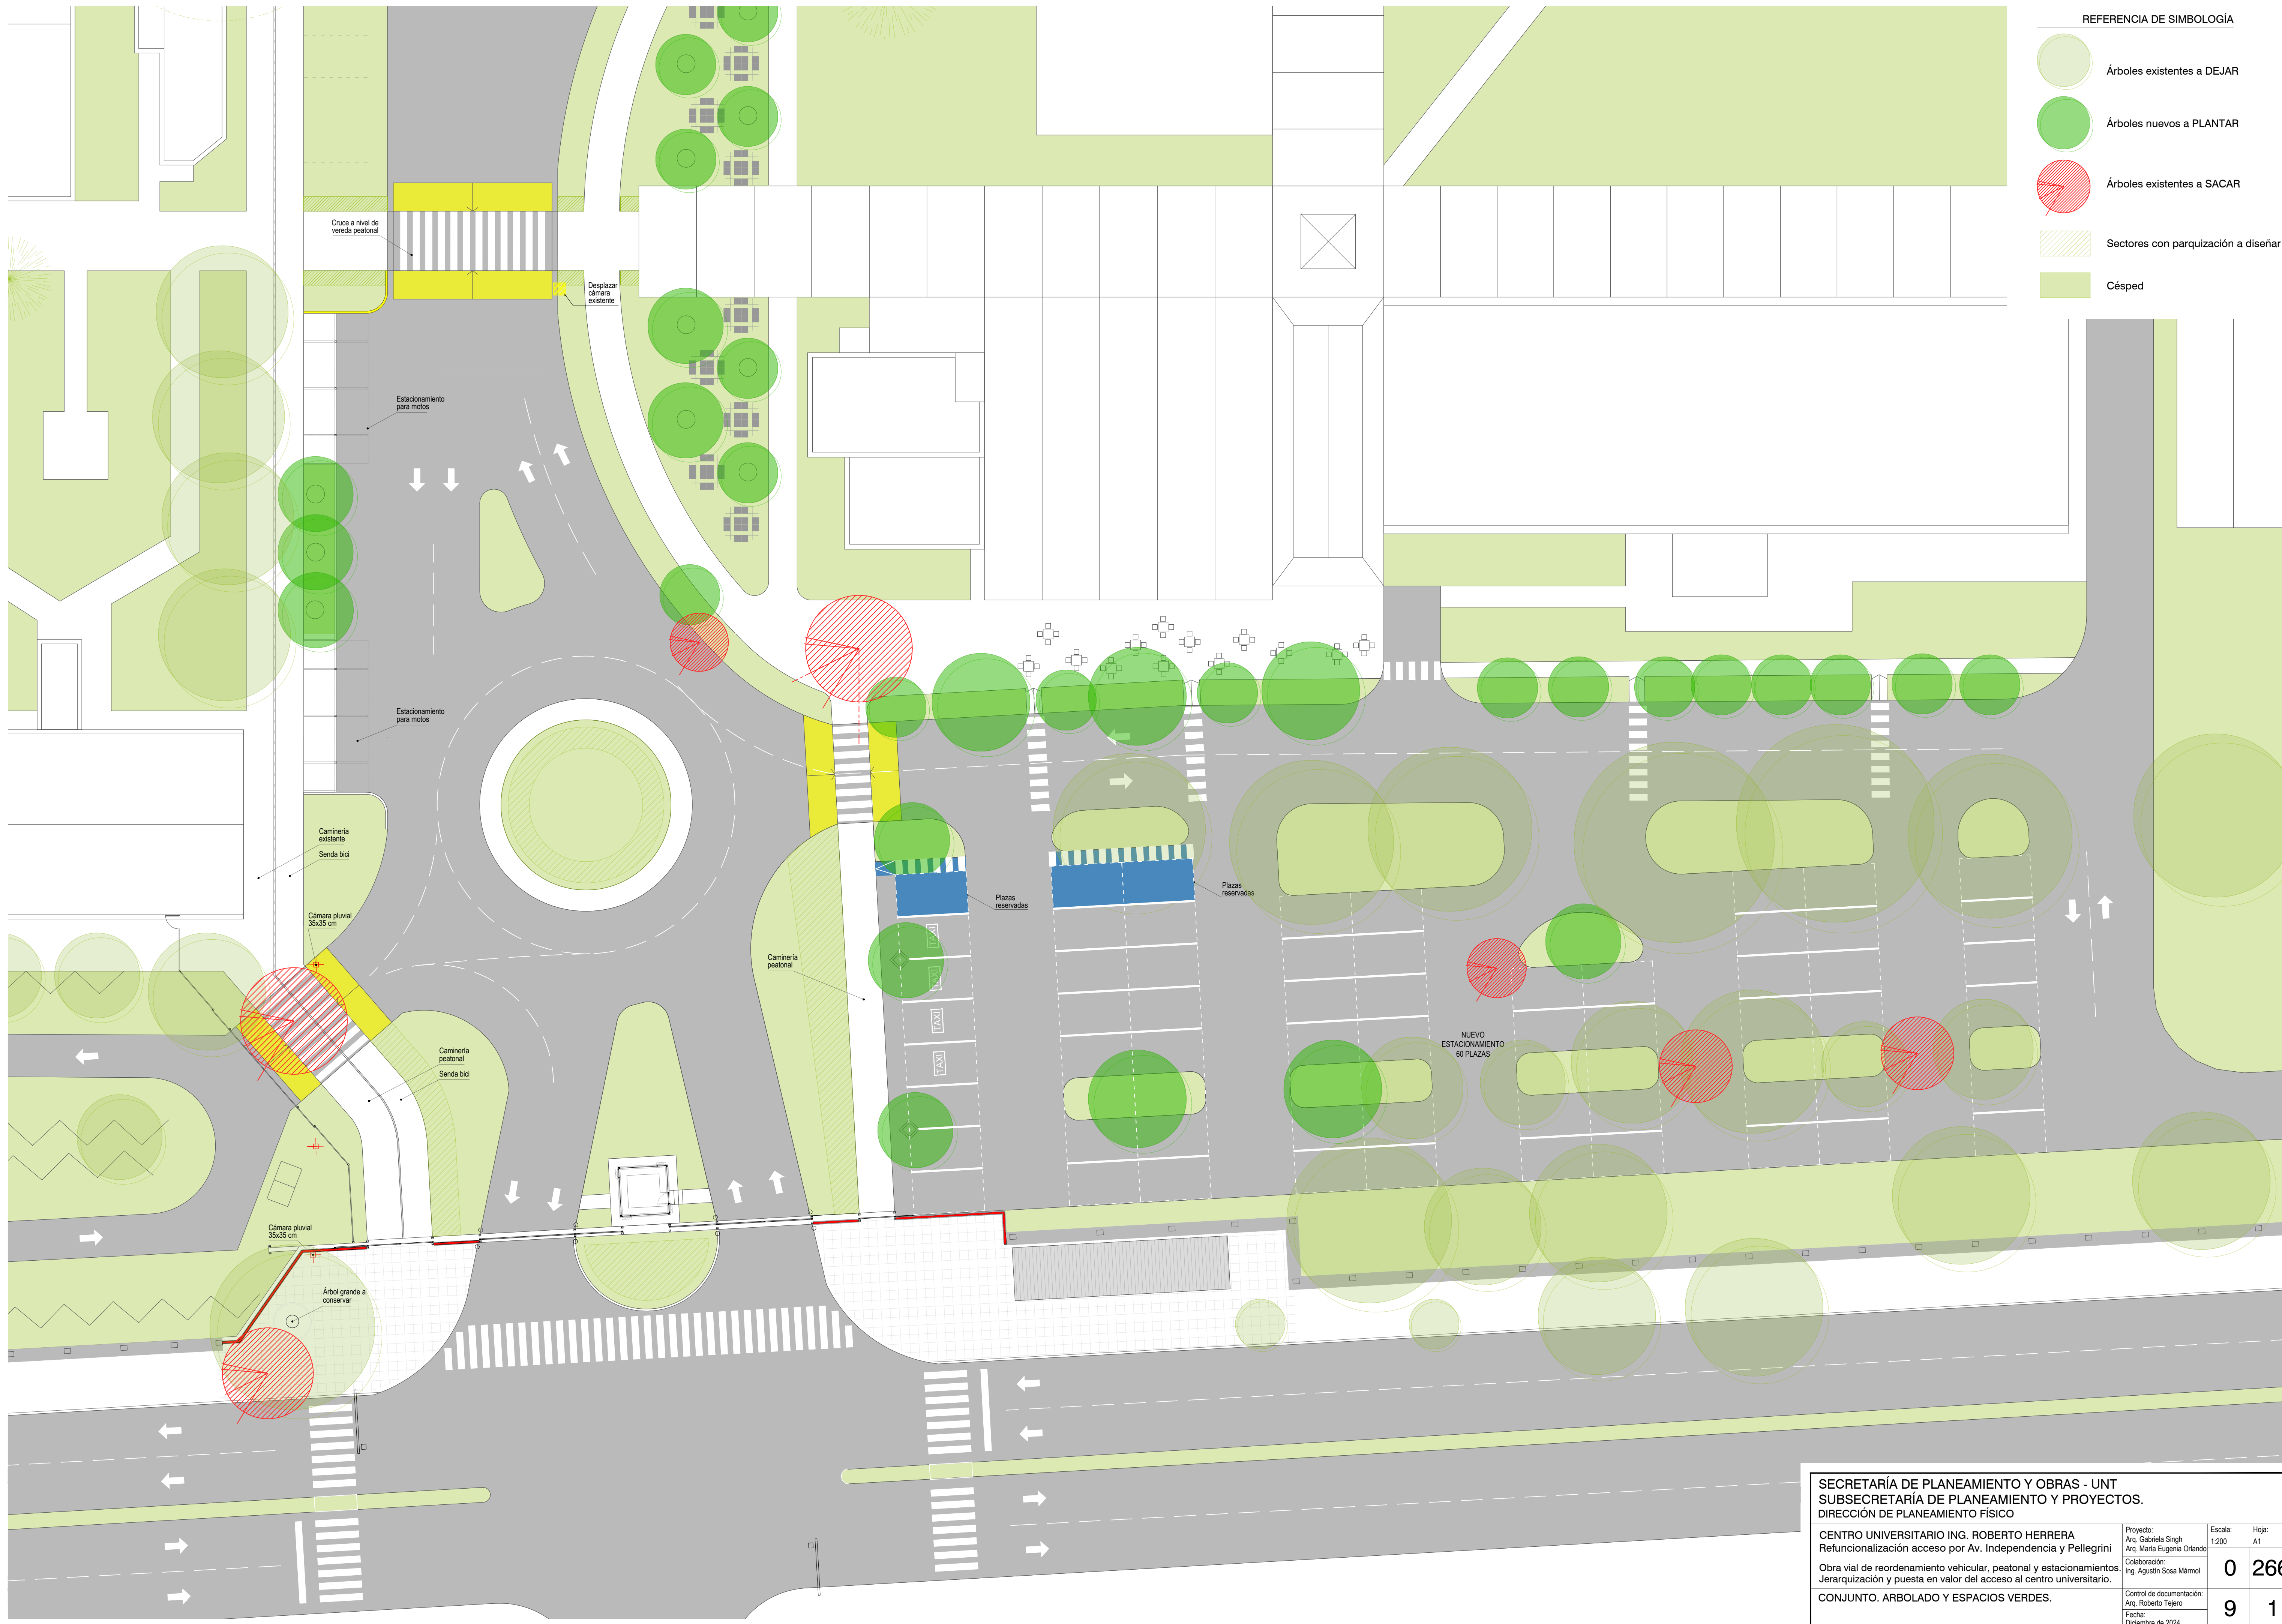 REFERENCIA DE SIMBOLOGÍA
Árboles existentes a DEJAR
Árboles nuevos a PLANTAR
Árboles existentes a SACAR
Sectores con parquización a diseñar
Césped
Cruce a nivel de
vereda peatonal
Desplazar
cámara
existente
Estacionamiento
para motos
Estacionamiento
para motos
Caminería
existente
Senda bici
Cámara pluvial
35x35 cm
Plazas
reservadas
Plazas
reservadas
TAXI
TAXI
TAXI
TAXI
Caminería
peatonal
NUEVO
ESTACIONAMIENTO
60 PLAZAS
Caminería
peatonal
Senda bici
Cámara pluvial
35x35 cm
Árbol grande a
conservar
SECRETARÍA DE PLANEAMIENTO Y OBRAS - UNT
SUBSECRETARÍA DE PLANEAMIENTO Y PROYECTOS.
DIRECCIÓN DE PLANEAMIENTO FÍSICO
CENTRO UNIVERSITARIO ING. ROBERTO HERRERA
Refuncionalización acceso por Av. Independencia y Pellegrini
Obra vial de reordenamiento vehicular, peatonal y estacionamientos.
Jerarquización y puesta en valor del acceso al centro universitario.
CONJUNTO. ARBOLADO Y ESPACIOS VERDES.
Proyecto:
Arq. Gabriela Singh
Arq. María Eugenia Orlando
Colaboración:
Ing. Agustín Sosa Mármol
Control de documentación:
Arq. Roberto Tejero
Fecha:
Diciembre de 2024
Escala:
1:200
Hoja:
A1
0
266
9
1